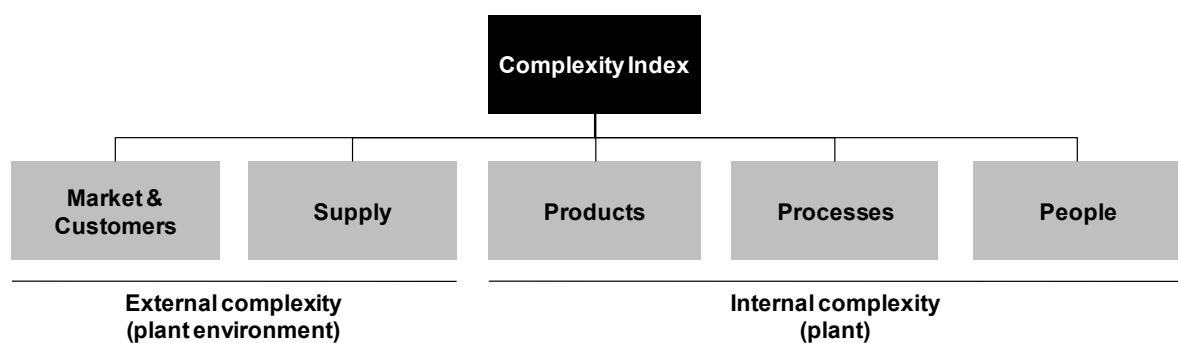 Complexity Index
Market &
Customers
Supply
Products
Processes
People
External complexity
(plant environment)
Internal complexity
(plant)